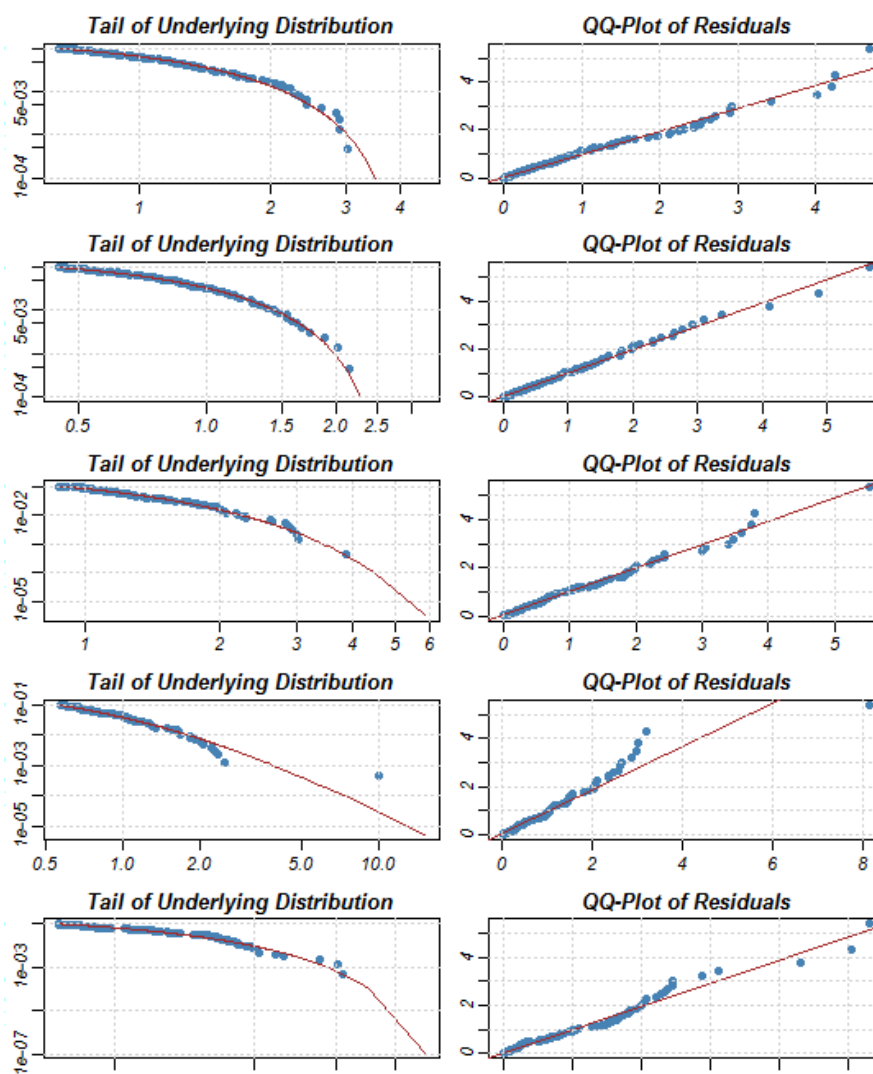 Tail of Underlying Distribution QQ-Plot of Residuals
5e-03
1e-04
1 2 3 4
4
2
0
0 1 2 3 4
Tail of Underlying Distribution QQ-Plot of Residuals
5e-03
1e-04
0.5 1.0 1.5 2.0 2.5
4
2
0
0 1 2 3 4 5
Tail of Underlying Distribution QQ-Plot of Residuals
1e-02
1e-05
1 2 3 4 5 6
4
2
0
0 1 2 3 4 5
Tail of Underlying Distribution QQ-Plot of Residuals
1e-01
1e-03
1e-05
0.5 1.0 2.0 5.0 10.0
4
2
0
0 2 4 6 8
Tail of Underlying Distribution QQ-Plot of Residuals
1e-03
1e-07
4
2
0